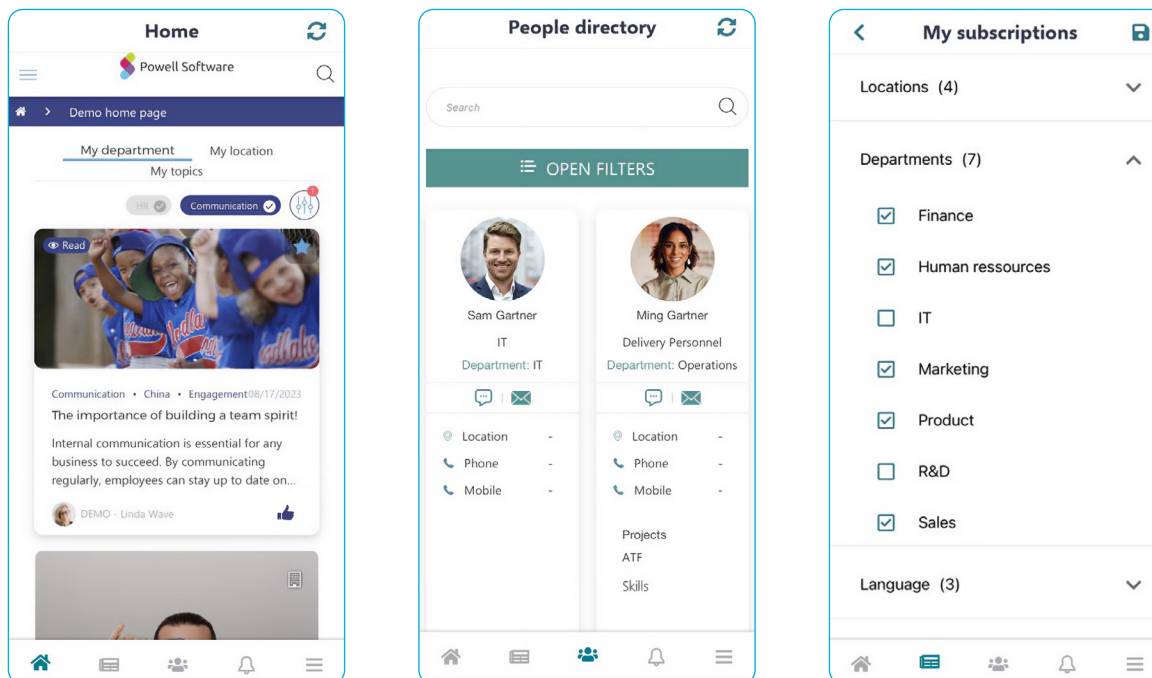 Home
Powell Software
Demo home page
My department
My location
My topics
HR
Communication
1
Read
Communication • China • Engagement08/17/2023
The importance of building a team spirit!
Internal communication is essential for any
business to succeed. By communicating
regularly, employees can stay up to date on...
DEMO - Linda Wave
People directory
Search
OPEN FILTERS
Sam Gartner
IT
Department: IT
Location -
Phone -
Mobile -
Ming Gartner
Delivery Personnel
Department: Operations
Location -
Phone -
Mobile -
Projects
ATF
Skills
My subscriptions
Locations (4)
Departments (7)
Finance
Human ressources
IT
Marketing
Product
R&D
Sales
Language (3)